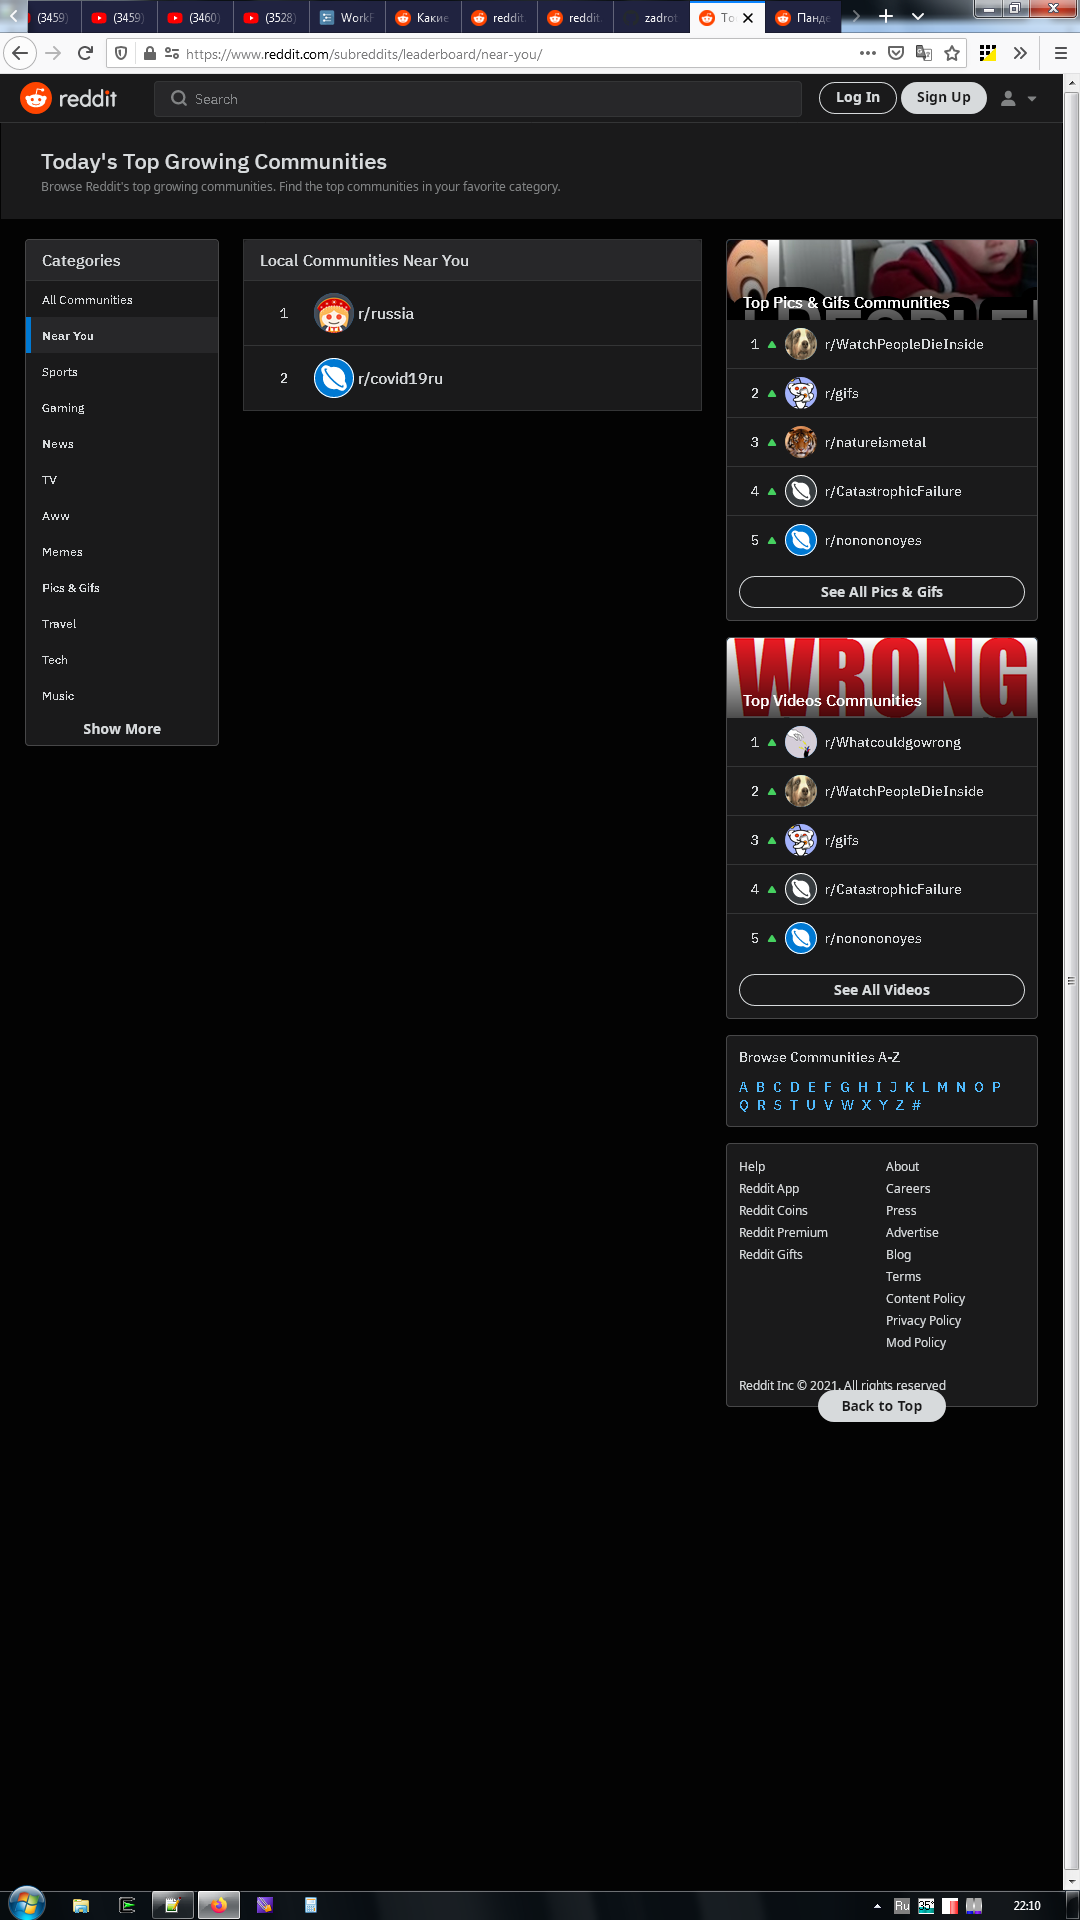 (3459) (3459) (3460) (3528) WorkF Какие reddit. reddit. zadrot To Панде
https://www.reddit.com/subreddits/leaderboard/near-you/
reddit Search Log In Sign Up
Today's Top Growing Communities
Browse Reddit's top growing communities. Find the top communities in your favorite category.
Categories
All Communities
Near You
Sports
Gaming
News
TV
Aww
Memes
Pics & Gifs
Travel
Tech
Music
Show More
Local Communities Near You
1 r/russia
2 r/covid19ru
Top Pics & Gifs Communities
1 r/WatchPeopleDieInside
2 r/gifs
3 r/natureismetal
4 r/CatastrophicFailure
5 r/nonononoyes
See All Pics & Gifs
WRONG
Top Videos Communities
1 r/Whatcouldgowrong
2 r/WatchPeopleDieInside
3 r/gifs
4 r/CatastrophicFailure
5 r/nonononoyes
See All Videos
Browse Communities A-Z
A B C D E F G H I J K L M N O P
Q R S T U V W X Y Z #
Help
Reddit App
Reddit Coins
Reddit Premium
Reddit Gifts
About
Careers
Press
Advertise
Blog
Terms
Content Policy
Privacy Policy
Mod Policy
Reddit Inc © 2021. All rights reserved
Back to Top
Ru 35° 22:10